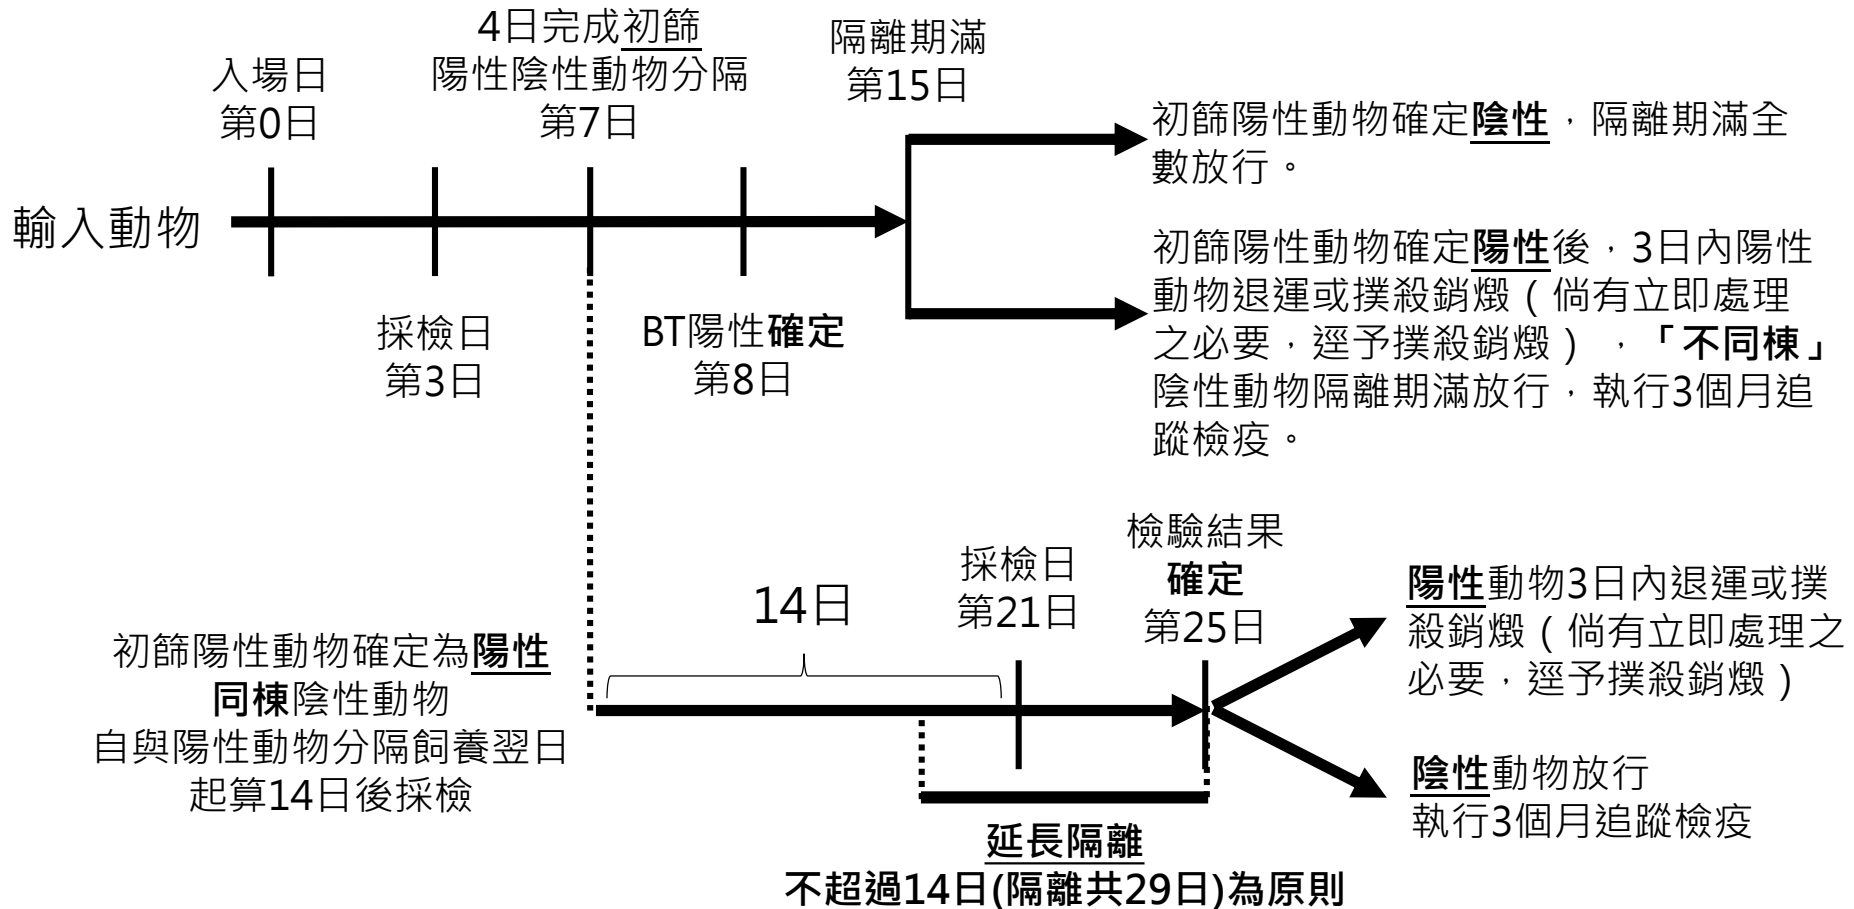 4日完成初篩
陽性陰性動物分隔
第7日
入場日
第0日
隔離期滿
第15日
輸入動物
採檢日
第3日
BT陽性確定
第8日
初篩陽性動物確定陰性，隔離期滿全
數放行。
初篩陽性動物確定陽性後，3日內陽性
動物退運或撲殺銷燬（倘有立即處理
之必要，逕予撲殺銷燬），「不同棟」
陰性動物隔離期滿放行，執行3個月追
蹤檢疫。
初篩陽性動物確定為陽性
同棟陰性動物
自與陽性動物分隔飼養翌日
起算14日後採檢
14日
採檢日
第21日
檢驗結果
確定
第25日
陽性動物3日內退運或撲
殺銷燬（倘有立即處理之
必要，逕予撲殺銷燬）
陰性動物放行
執行3個月追蹤檢疫
延長隔離
不超過14日(隔離共29日)為原則